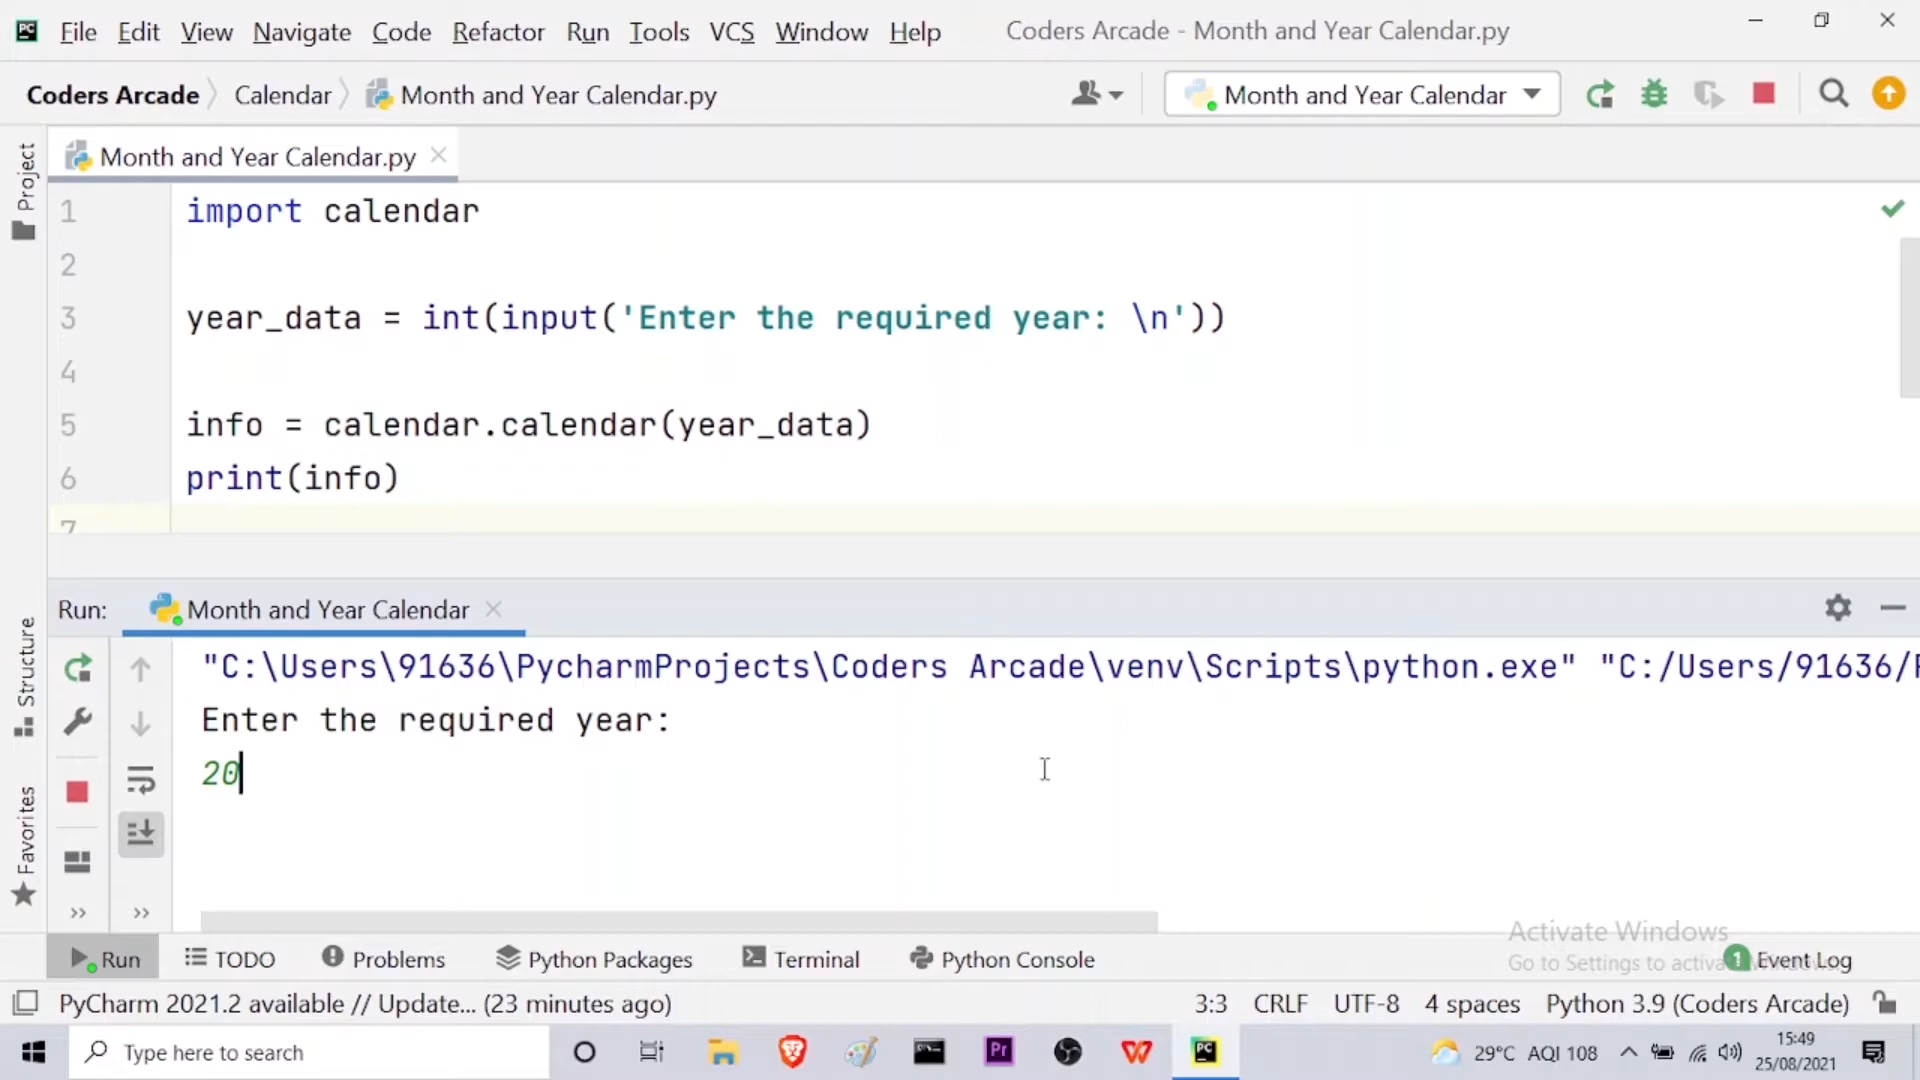 File Edit View Navigate Code Refactor Run Tools VCS Window Help Coders Arcade - Month and Year Calendar.py
Coders Arcade Calendar Month and Year Calendar.py Month and Year Calendar
Project
Month and Year Calendar.py
1 import calendar
2
3 year_data = int(input('Enter the required year: \n'))
4
5 info = calendar.calendar(year_data)
6 print(info)
7
Run: Month and Year Calendar
Structure
"C:\Users\91636\PycharmProjects\Coders Arcade\venv\Scripts\python.exe" "C:/Users/91636/P
Enter the required year:
20
Favorites
Activate Windows
Go to Settings to activa
Run TODO Problems Python Packages Terminal Python Console 1 Event Log
PyCharm 2021.2 available // Update... (23 minutes ago) 3:3 CRLF UTF-8 4 spaces Python 3.9 (Coders Arcade)
Type here to search Pr PC 29°C AQI 108 15:49
25/08/2021